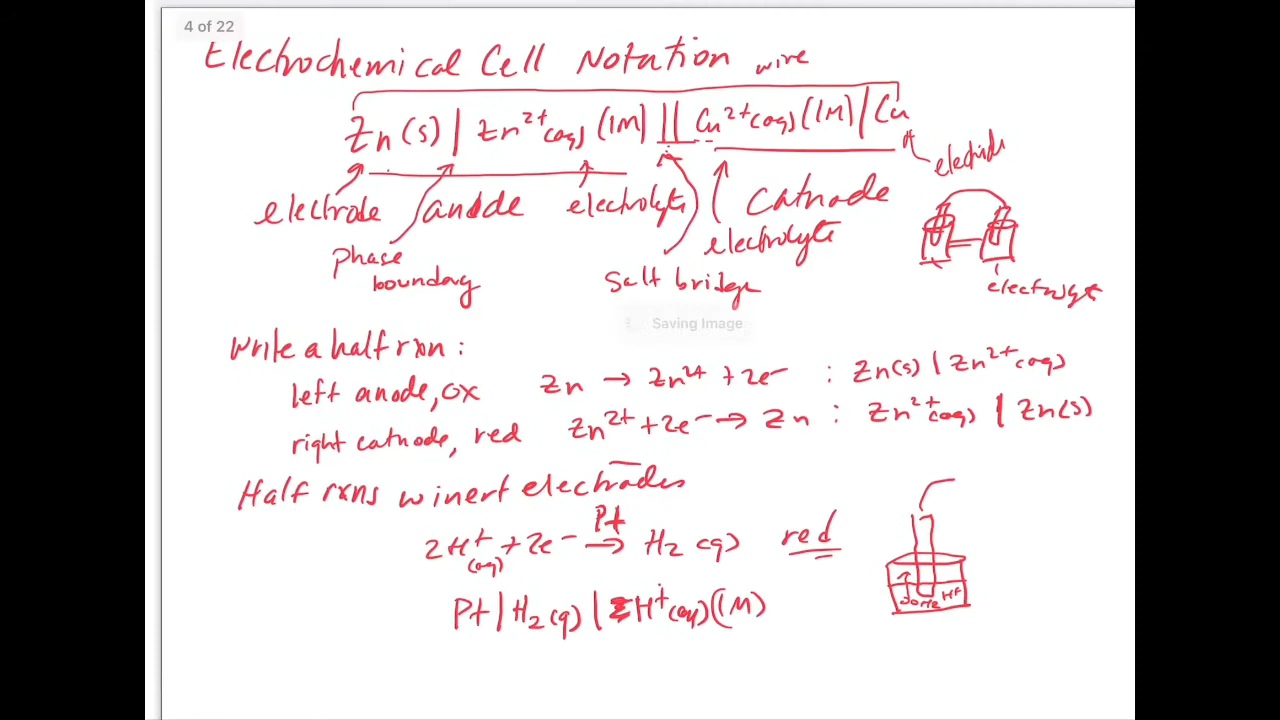 4 of 22
Electrochemical Cell Notation wire
Zn(s) | Zn²⁺(aq) (1M) || Cu²⁺(aq) (1M) | Cu
electrode
electrode anode electrolyte cathode
electrolyte
phase boundary
salt bridge
electrolyte
Saving Image
Write a half rxn :
left anode, ox Zn → Zn²⁺ + 2e⁻ : Zn(s) | Zn²⁺(aq)
right cathode, red Zn²⁺ + 2e⁻ → Zn : Zn²⁺(aq) | Zn(s)
Half rxns w inert electrodes
Pt
2H⁺(aq) + 2e⁻ → H₂(g) red
Pt | H₂(g) | H⁺(aq) (1M)